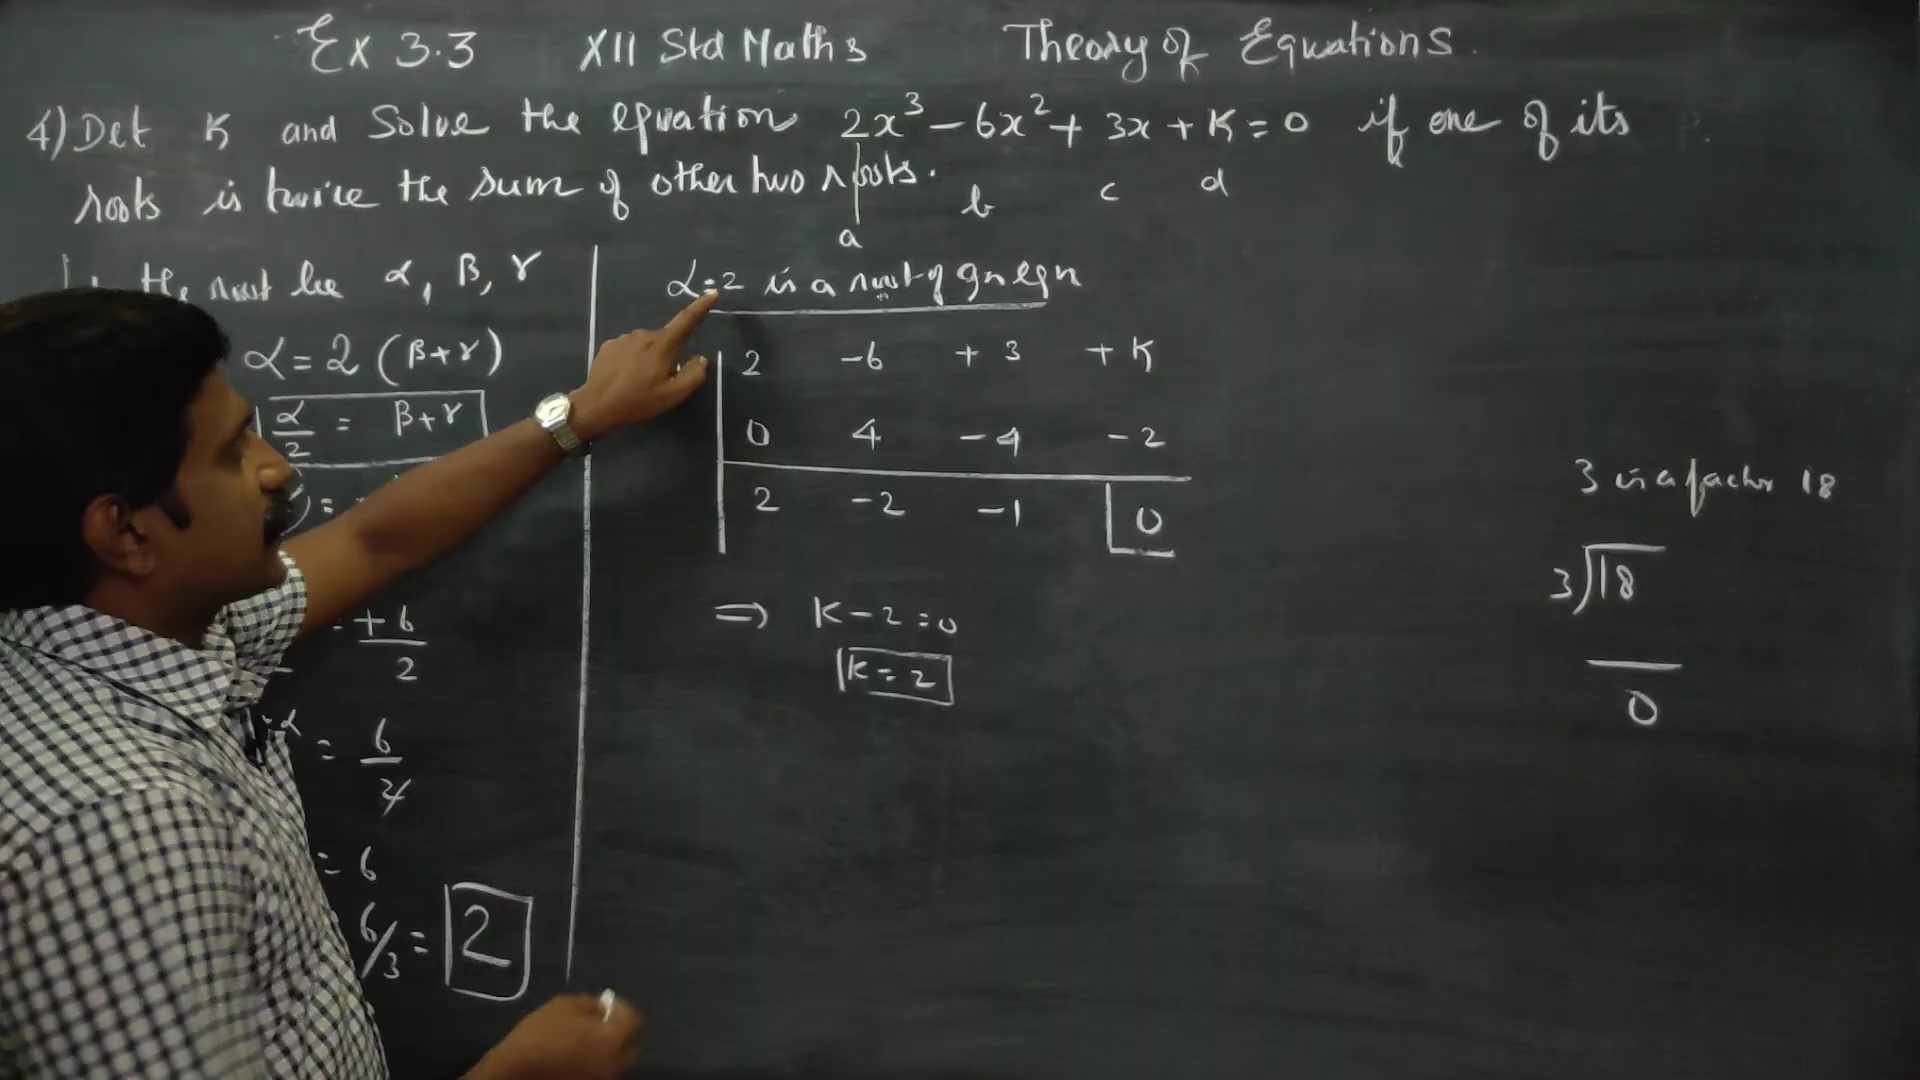 Ex 3.3 XII Std Maths Theory of Equations
4) Det K and Solve the equation 2x³ - 6x² + 3x + K = 0 if one of its
roots is twice the sum of other two roots.
a b c d
the root be α, β, γ
α = 2 (β+γ)
α/2 = β+γ
=
= +6/2
α = 6/2
= 6
6/3 = 2
α = 2 is a root of gn eqn
2 -6 +3 +K
0 4 -4 -2
2 -2 -1 0
⇒ K - 2 = 0
K = 2
3 is a factor 18
3)18
0